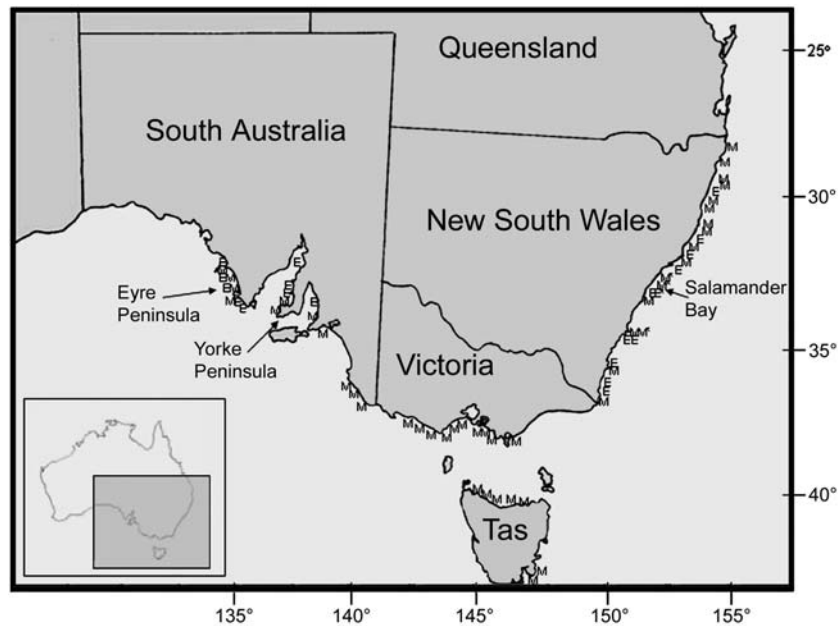 Queensland
25°
South Australia
30°
New South Wales
Eyre
Peninsula
Salamander
Bay
Yorke
Peninsula
Victoria
35°
40°
Tas
135°
140°
145°
150°
155°